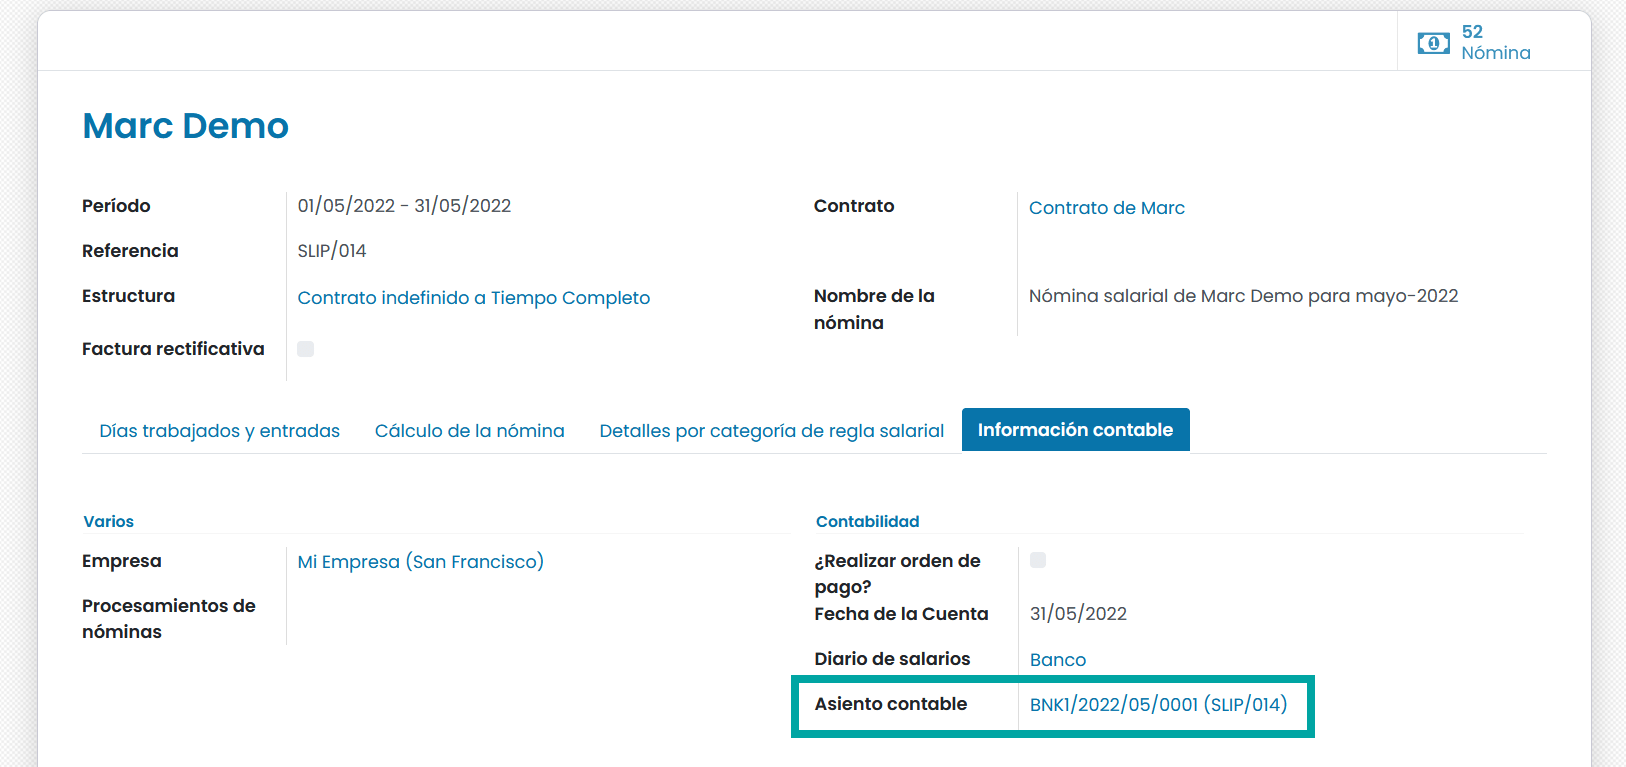 52
Nómina
Marc Demo
Período 01/05/2022 - 31/05/2022
Contrato Contrato de Marc
Referencia SLIP/014
Estructura Contrato indefinido a Tiempo Completo
Nombre de la Nómina salarial de Marc Demo para mayo-2022
nómina
Factura rectificativa
Días trabajados y entradas Cálculo de la nómina Detalles por categoría de regla salarial Información contable
Varios
Empresa Mi Empresa (San Francisco)
Procesamientos de
nóminas
Contabilidad
¿Realizar orden de
pago?
Fecha de la Cuenta 31/05/2022
Diario de salarios Banco
Asiento contable BNK1/2022/05/0001 (SLIP/014)